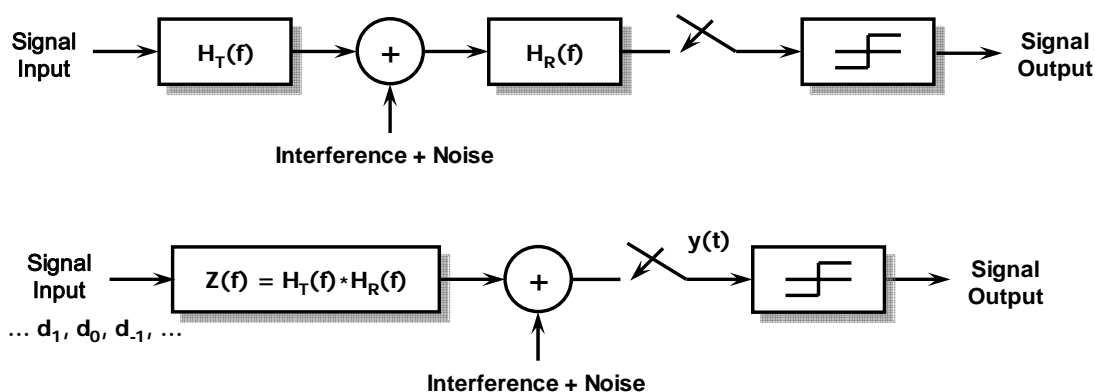 Signal
Input
H_T(f)
+
H_R(f)
Signal
Output
Interference + Noise
Signal
Input
Z(f) = H_T(f)*H_R(f)
+
y(t)
Signal
Output
... d_1, d_0, d_-1, ...
Interference + Noise